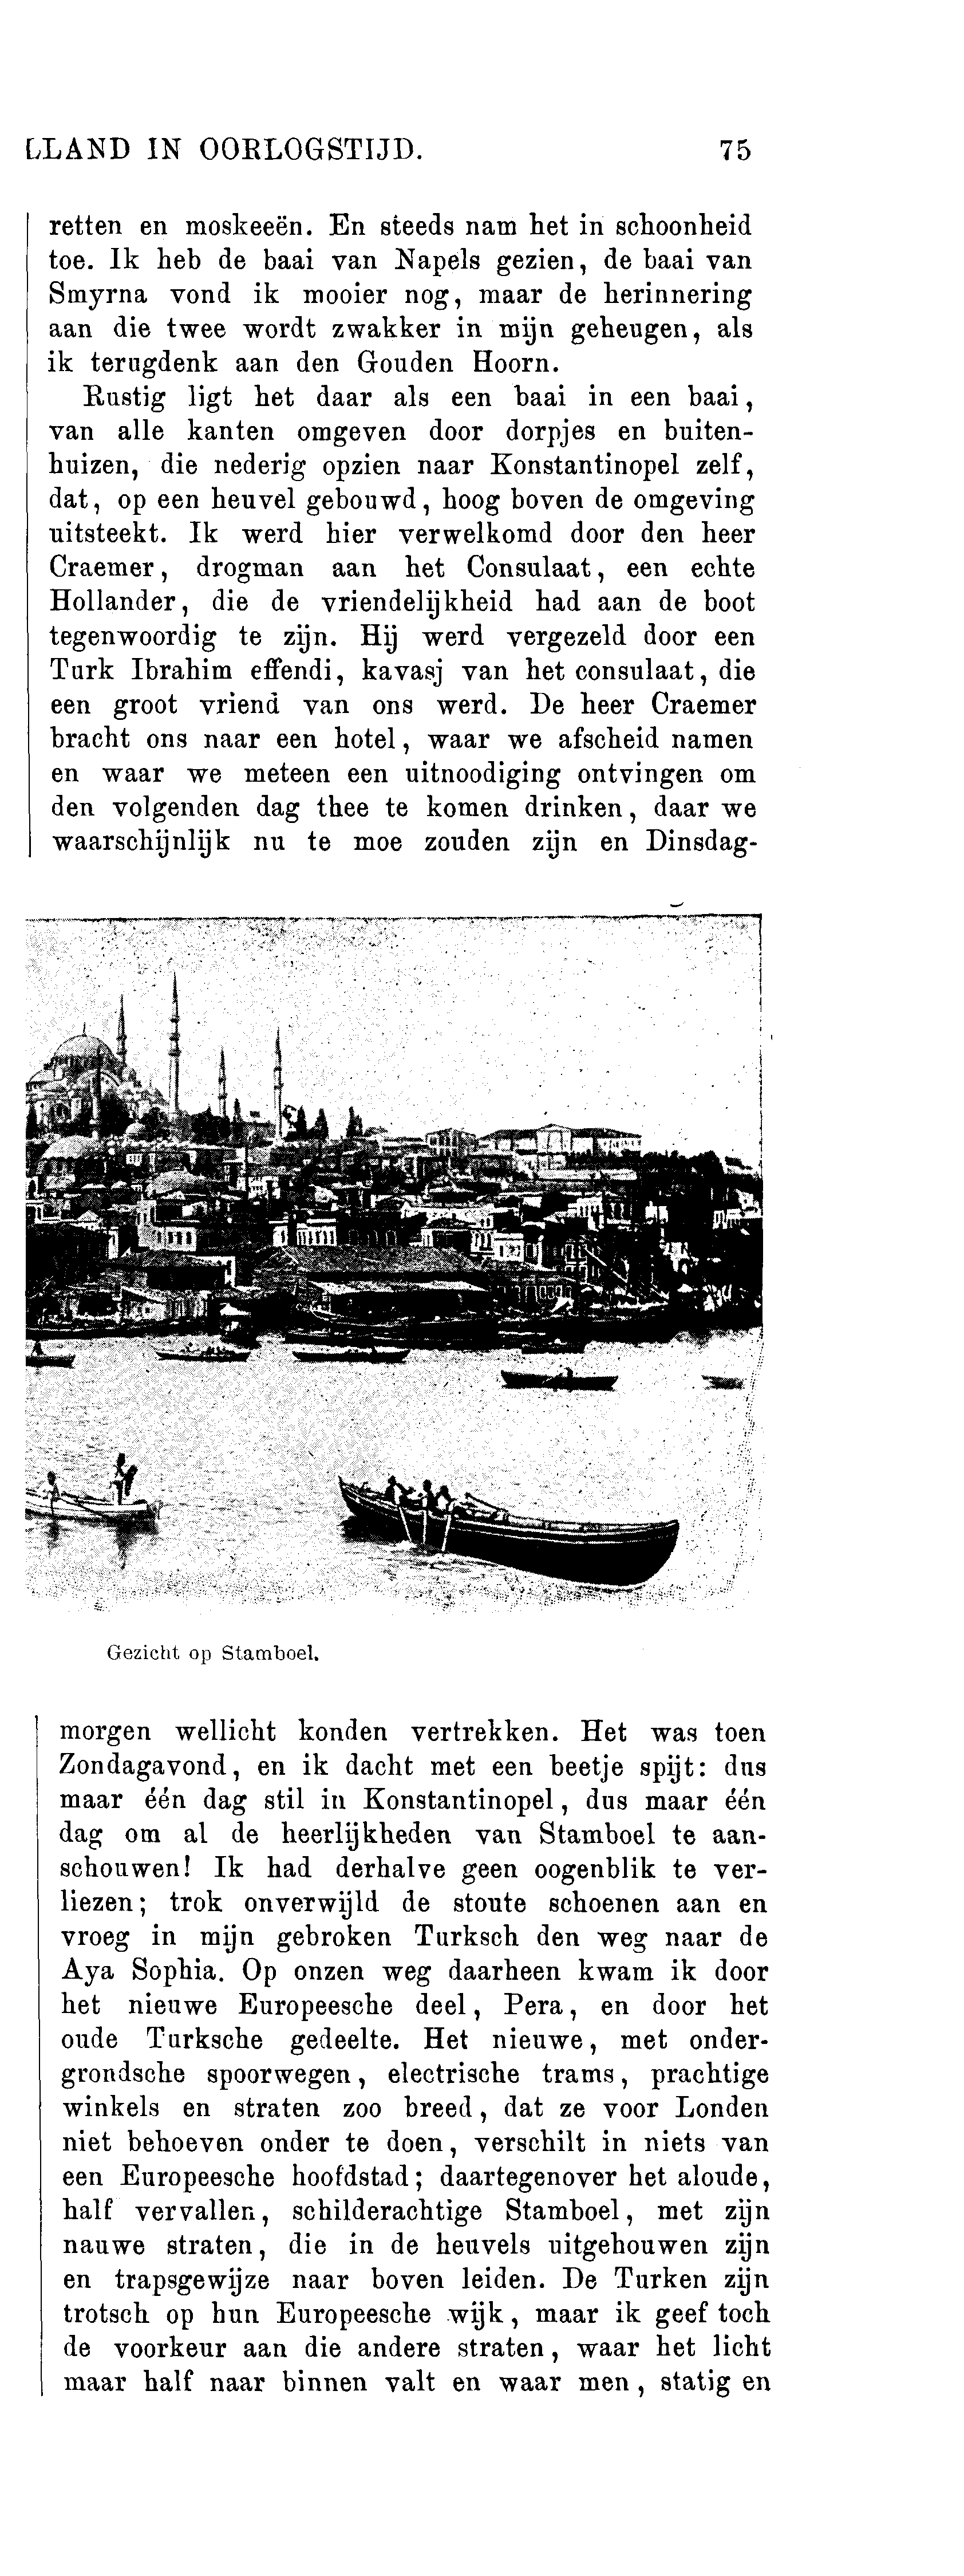 LLAND IN OORLOGSTIJD. 75
retten en moskeeën. En steeds nam het in schoonheid
toe. Ik heb de baai van Napels gezien, de baai van
Smyrna vond ik mooier nog, maar de herinnering
aan die twee wordt zwakker in mijn geheugen, als
ik terugdenk aan den Gouden Hoorn.
Rustig ligt het daar als een baai in een baai,
van alle kanten omgeven door dorpjes en buiten-
huizen, die nederig opzien naar Konstantinopel zelf,
dat, op een heuvel gebouwd, hoog boven de omgeving
uitsteekt. Ik werd hier verwelkomd door den heer
Craemer, drogman aan het Consulaat, een echte
Hollander, die de vriendelijkheid had aan de boot
tegenwoordig te zijn. Hij werd vergezeld door een
Turk Ibrahim effendi, kavasj van het consulaat, die
een groot vriend van ons werd. De heer Craemer
bracht ons naar een hotel, waar we afscheid namen
en waar we meteen een uitnoodiging ontvingen om
den volgenden dag thee te komen drinken, daar we
waarschijnlijk nu te moe zouden zijn en Dinsdag-
Gezicht op Stamboel.
morgen wellicht konden vertrekken. Het was toen
Zondagavond, en ik dacht met een beetje spijt: dus
maar één dag stil in Konstantinopel, dus maar één
dag om al de heerlijkheden van Stamboel te aan-
schouwen! Ik had derhalve geen oogenblik te ver-
liezen; trok onverwijld de stoute schoenen aan en
vroeg in mijn gebroken Turksch den weg naar de
Aya Sophia. Op onzen weg daarheen kwam ik door
het nieuwe Europeesche deel, Pera, en door het
oude Turksche gedeelte. Het nieuwe, met onder-
grondsche spoorwegen, electrische trams, prachtige
winkels en straten zoo breed, dat ze voor Londen
niet behoeven onder te doen, verschilt in niets van
een Europeesche hoofdstad; daartegenover het aloude,
half vervallen, schilderachtige Stamboel, met zijn
nauwe straten, die in de heuvels uitgehouwen zijn
en trapsgewijze naar boven leiden. De Turken zijn
trotsch op hun Europeesche wijk, maar ik geef toch
de voorkeur aan die andere straten, waar het licht
maar half naar binnen valt en waar men, statig en